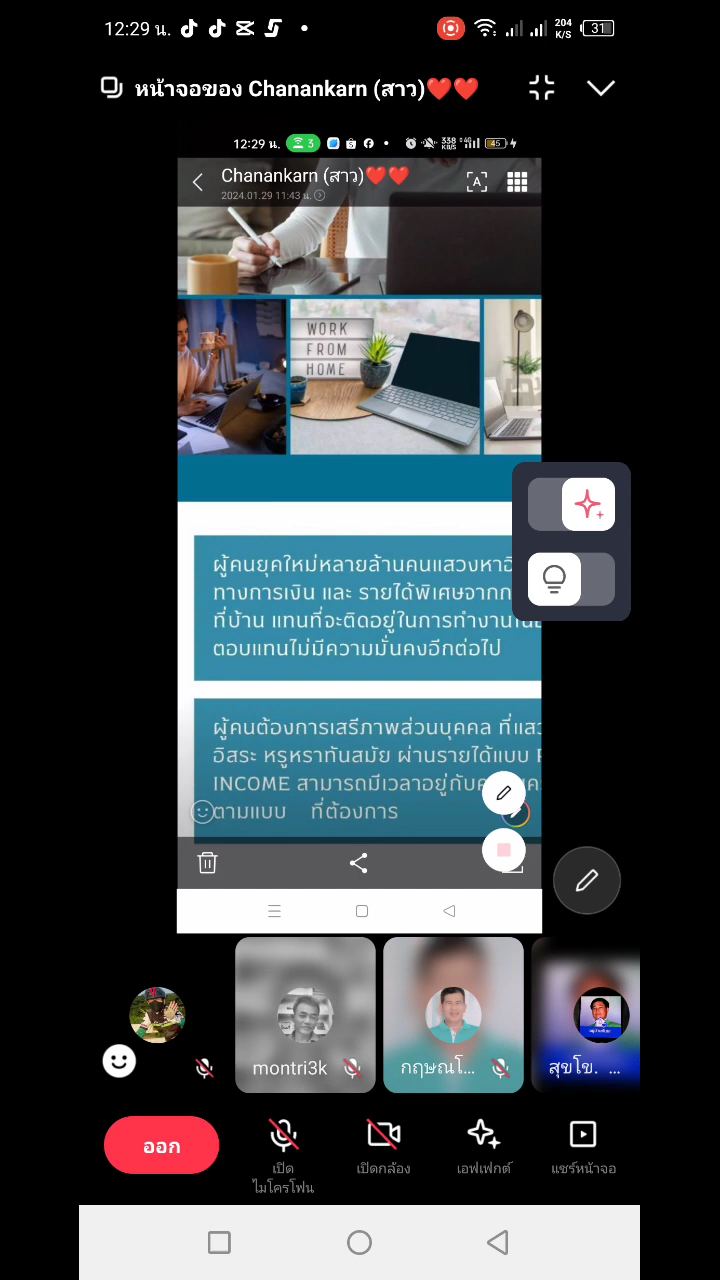 12:29 น.
204
K/S
31
หน้าจอของ Chanankarn (สาว)❤️❤️
12:29 น.
3
338
KB/S
4G
45
Chanankarn (สาว)❤️❤️
2024.01.29 11:43 น.
A
WORK
FROM
HOME
ผู้คนยุคใหม่หลายล้านคนแสวงหาอิ
ทางการเงิน และ รายได้พิเศษจากก
ที่บ้าน แทนที่จะติดอยู่ในการทำงาน
ตอบแทนไม่มีความมั่นคงอีกต่อไป
ผู้คนต้องการเสรีภาพส่วนบุคคล ที่แสว
อิสระ หรูหราทันสมัย ผ่านรายได้แบบ P
INCOME สามารถมีเวลาอยู่กับ
ตามแบบ ที่ต้องการ
montri3k
กฤษณโ...
สุขโข. ...
ออก
เปิด
ไมโครโฟน
เปิดกล้อง
เอฟเฟกต์
แชร์หน้าจอ